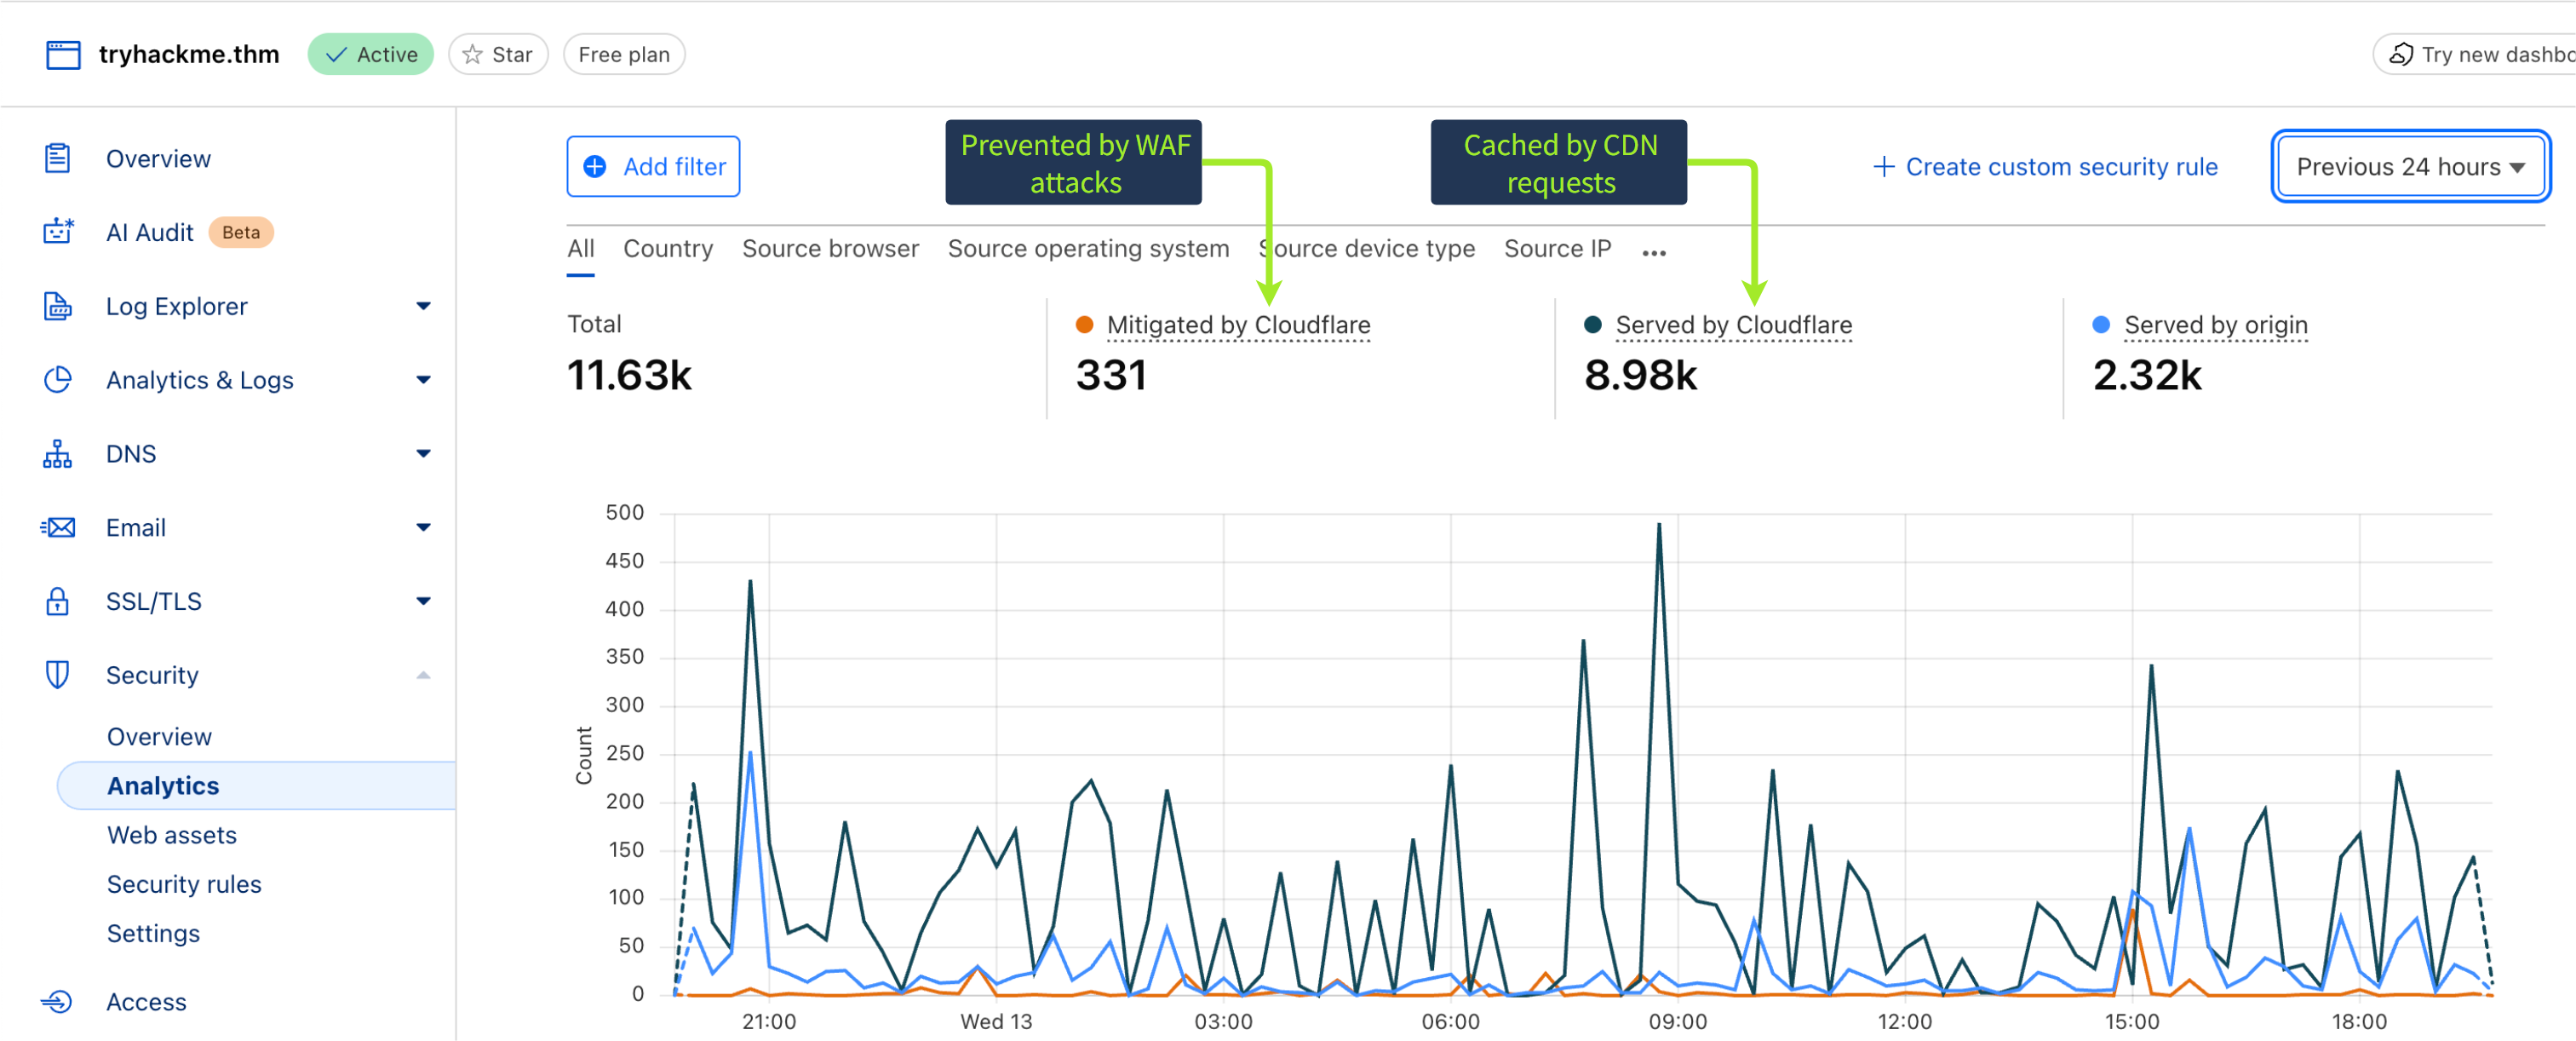 tryhackme.thm Active Star Free plan Try new dashbo
Overview
AI Audit Beta
Log Explorer
Analytics & Logs
DNS
Email
SSL/TLS
Security
Overview
Analytics
Web assets
Security rules
Settings
Access
Add filter
Prevented by WAF
attacks
Cached by CDN
requests
Create custom security rule
Previous 24 hours
All Country Source browser Source operating system Source device type Source IP ...
Total
11.63k
Mitigated by Cloudflare
331
Served by Cloudflare
8.98k
Served by origin
2.32k
Count
500
450
400
350
300
250
200
150
100
50
0
21:00 Wed 13 03:00 06:00 09:00 12:00 15:00 18:00